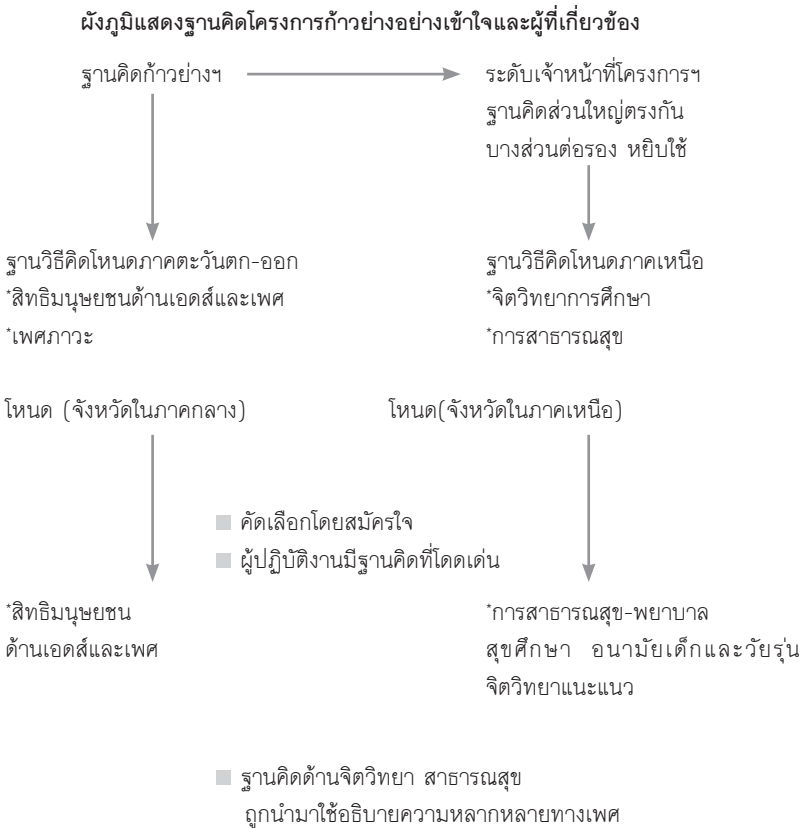 ผังภูมิแสดงฐานคิดโครงการก้าวย่างอย่างเข้าใจและผู้ที่เกี่ยวข้อง
ฐานคิดก้าวย่างฯ
ระดับเจ้าหน้าที่โครงการฯ
ฐานคิดส่วนใหญ่ตรงกัน
บางส่วนต่อรอง หยิบใช้
ฐานวิธีคิดโหนดภาคตะวันตก-ออก
*สิทธิมนุษยชนด้านเอดส์และเพศ
*เพศภาวะ
ฐานวิธีคิดโหนดภาคเหนือ
*จิตวิทยาการศึกษา
*การสาธารณสุข
โหนด (จังหวัดในภาคกลาง)
โหนด(จังหวัดในภาคเหนือ)
คัดเลือกโดยสมัครใจ
ผู้ปฏิบัติงานมีฐานคิดที่โดดเด่น
*สิทธิมนุษยชน
ด้านเอดส์และเพศ
*การสาธารณสุข-พยาบาล
สุขศึกษา อนามัยเด็กและวัยรุ่น
จิตวิทยาแนะแนว
ฐานคิดด้านจิตวิทยา สาธารณสุข
ถูกนำมาใช้อธิบายความหลากหลายทางเพศ